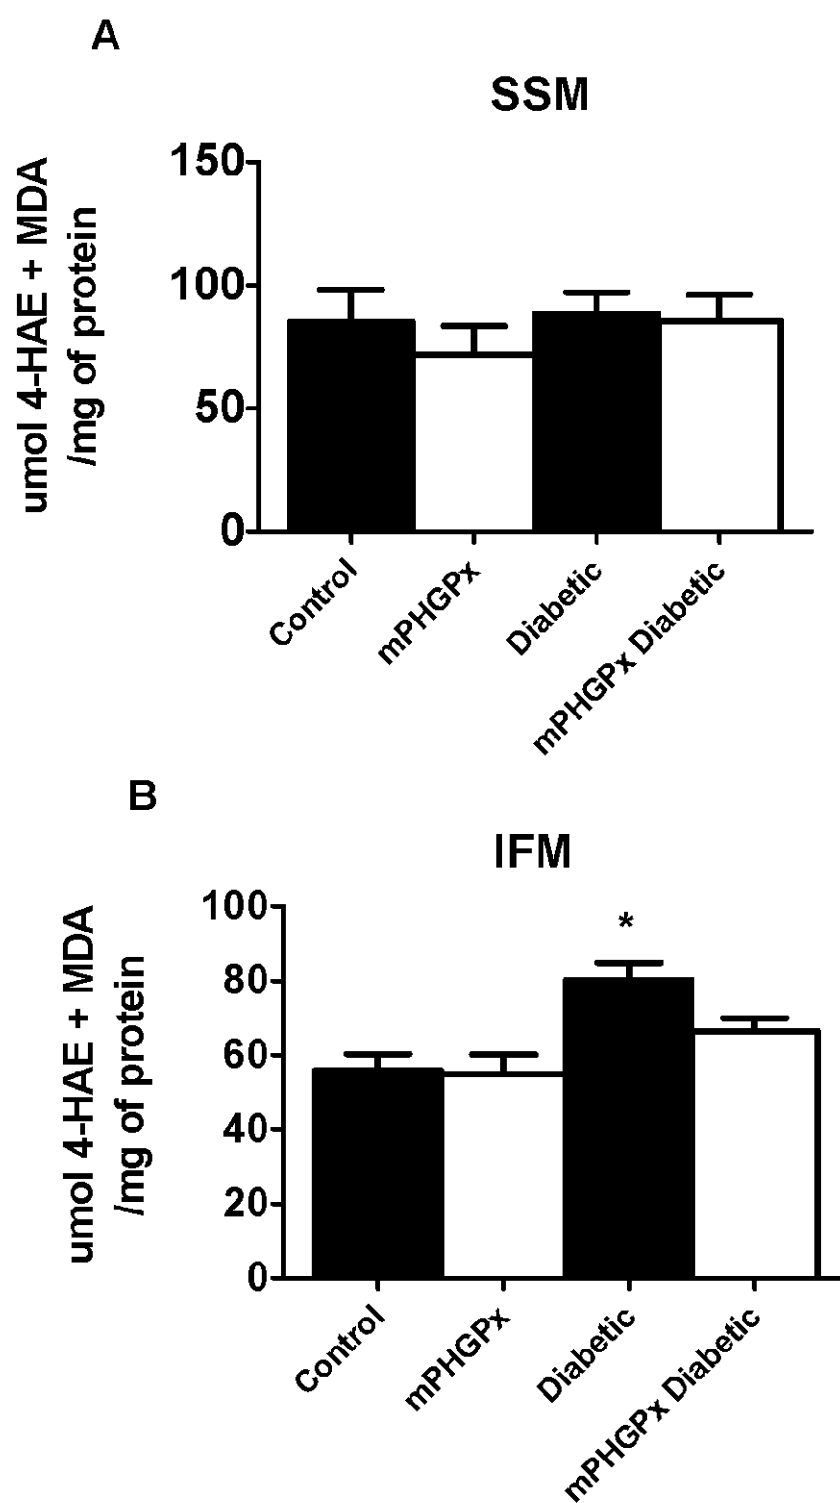 A
SSM
umol 4-HAE + MDA
/mg of protein
150
100
50
0
Control
mPHGPx
Diabetic
mPHGPx Diabetic
B
IFM
umol 4-HAE + MDA
/mg of protein
100
80
60
40
20
0
*
Control
mPHGPx
Diabetic
mPHGPx Diabetic